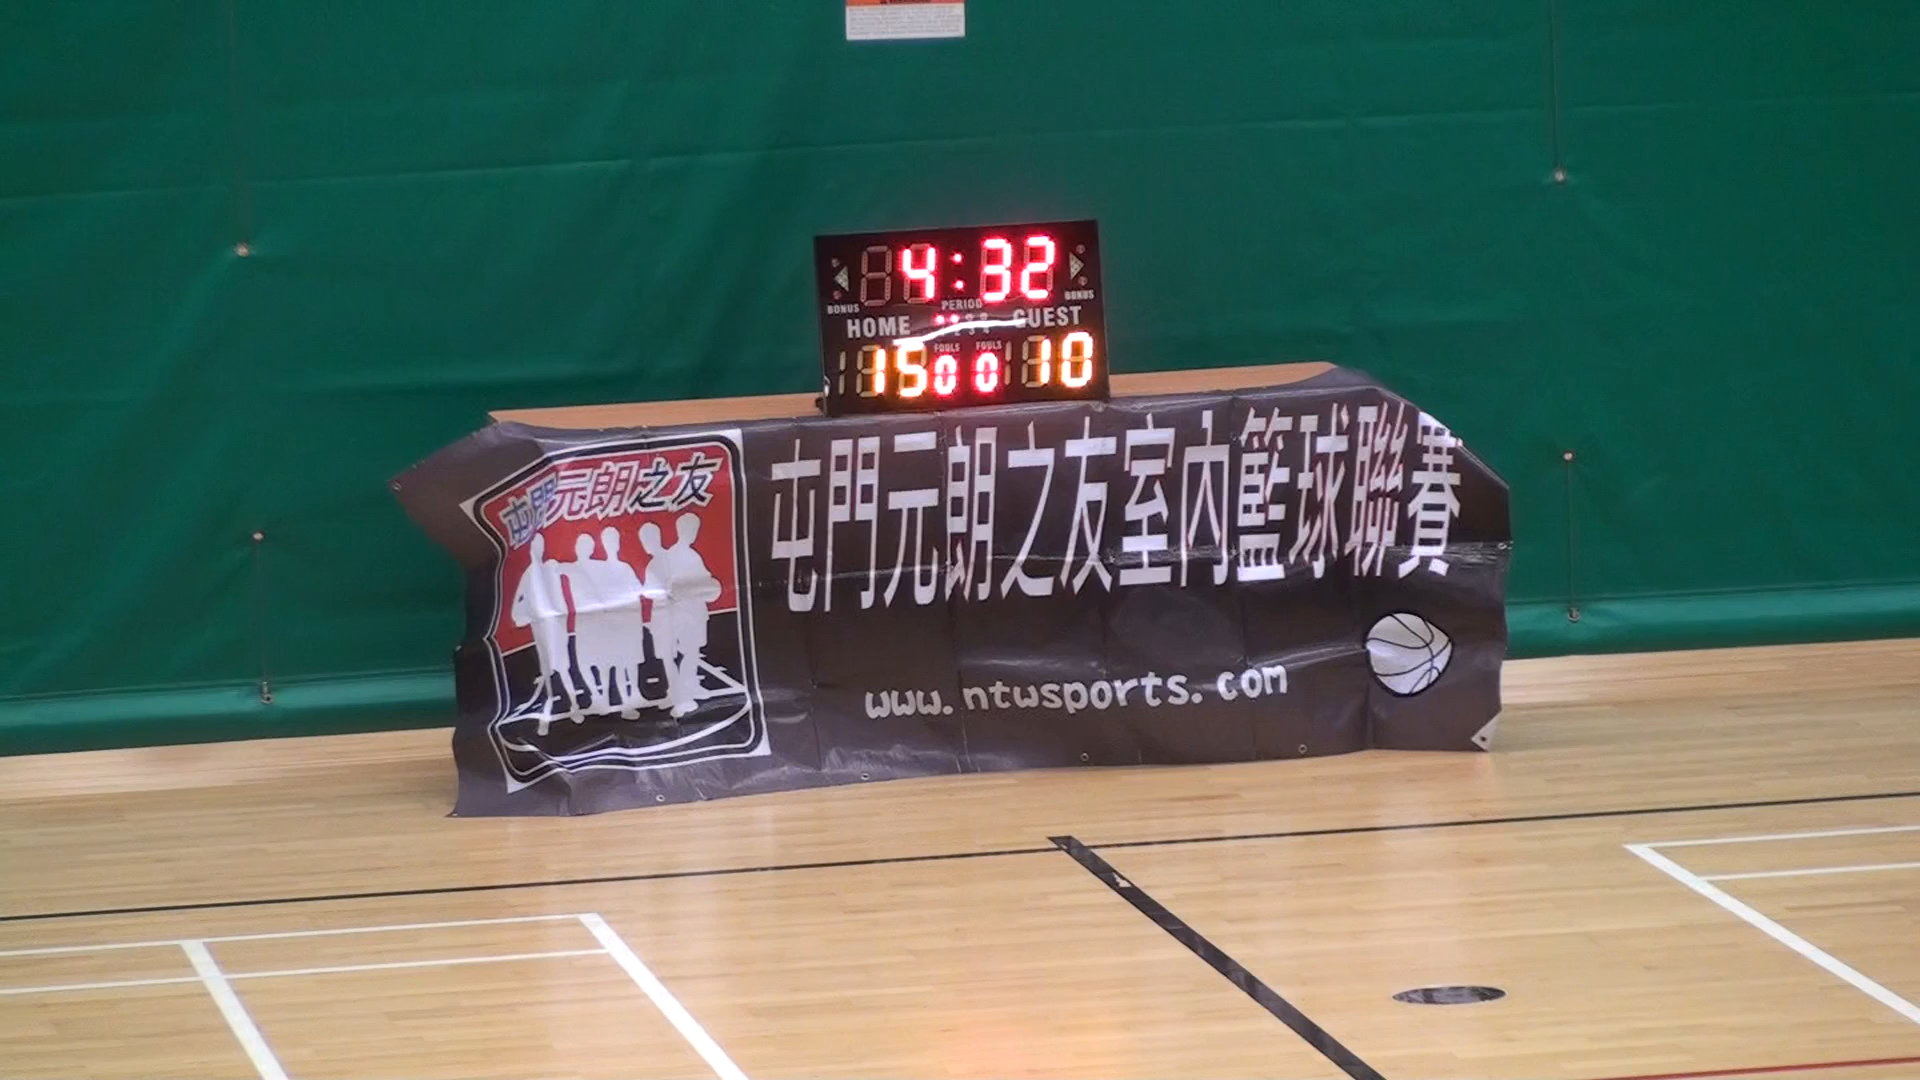 4:32
BONUS PERIOD BONUS
HOME GUEST
FOULS FOULS
15 0 0 10
屯門元朗之友
屯門元朗之友室內籃球聯賽
www.ntwsports.com